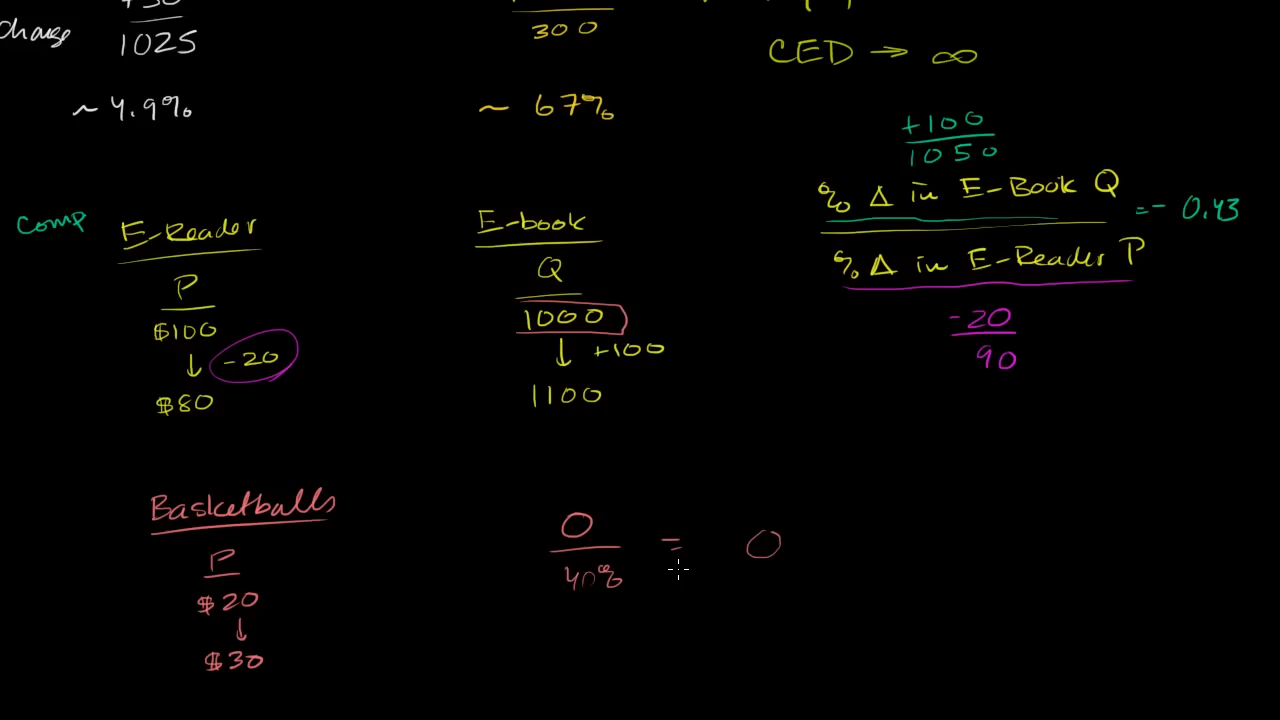 change
1025
300
CED → ∞
~ 4.9%
~ 67%
+100
1050
% Δ in E-Book Q
= - 0.43
% Δ in E-Reader P
-20
90
Comp
E-Reader
P
$100
↓ -20
$80
E-book
Q
1000
↓ +100
1100
Basketballs
P
$20
↓
$30
0
40%
= 0